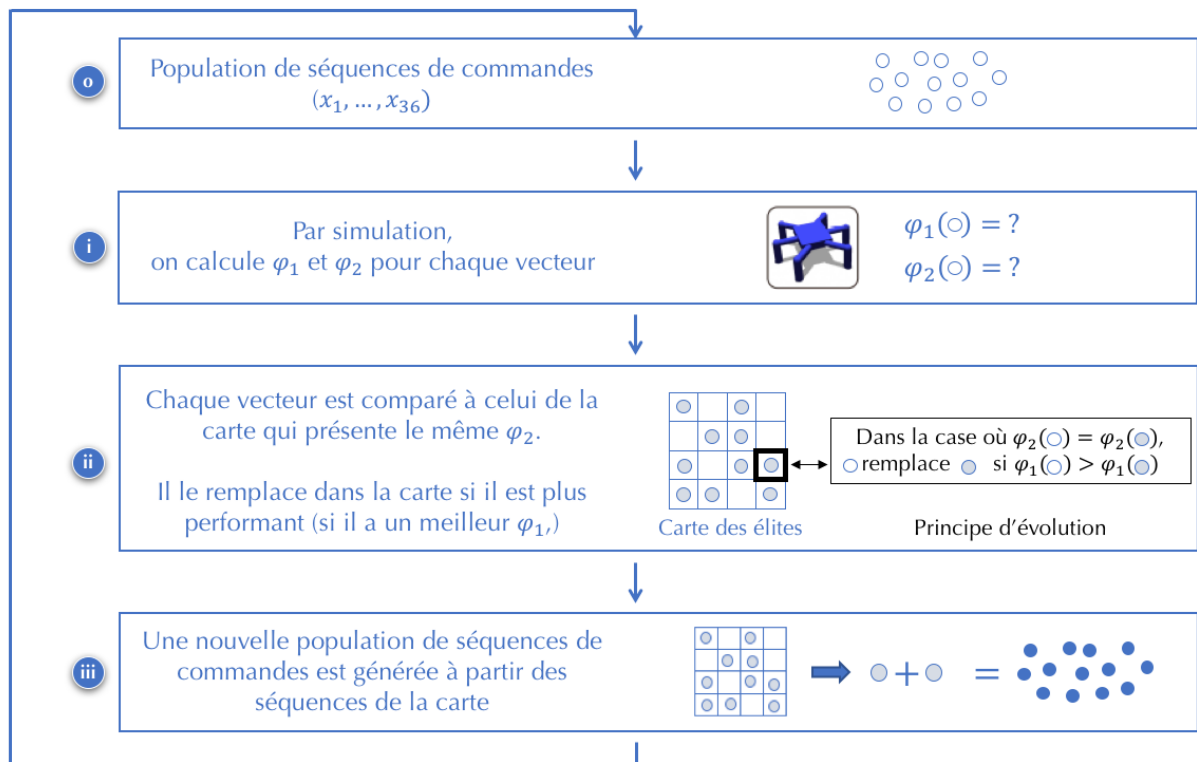 o
Population de séquences de commandes
(x₁, … , x₃₆)
i
Par simulation,
on calcule φ₁ et φ₂ pour chaque vecteur
φ₁(○) = ?
φ₂(○) = ?
ii
Chaque vecteur est comparé à celui de la
carte qui présente le même φ₂.
Il le remplace dans la carte si il est plus
performant (si il a un meilleur φ₁,)
Carte des élites
Dans la case où φ₂(○) = φ₂(○),
○ remplace ○ si φ₁(○) > φ₁(○)
Principe d'évolution
iii
Une nouvelle population de séquences de
commandes est générée à partir des
séquences de la carte
+ =